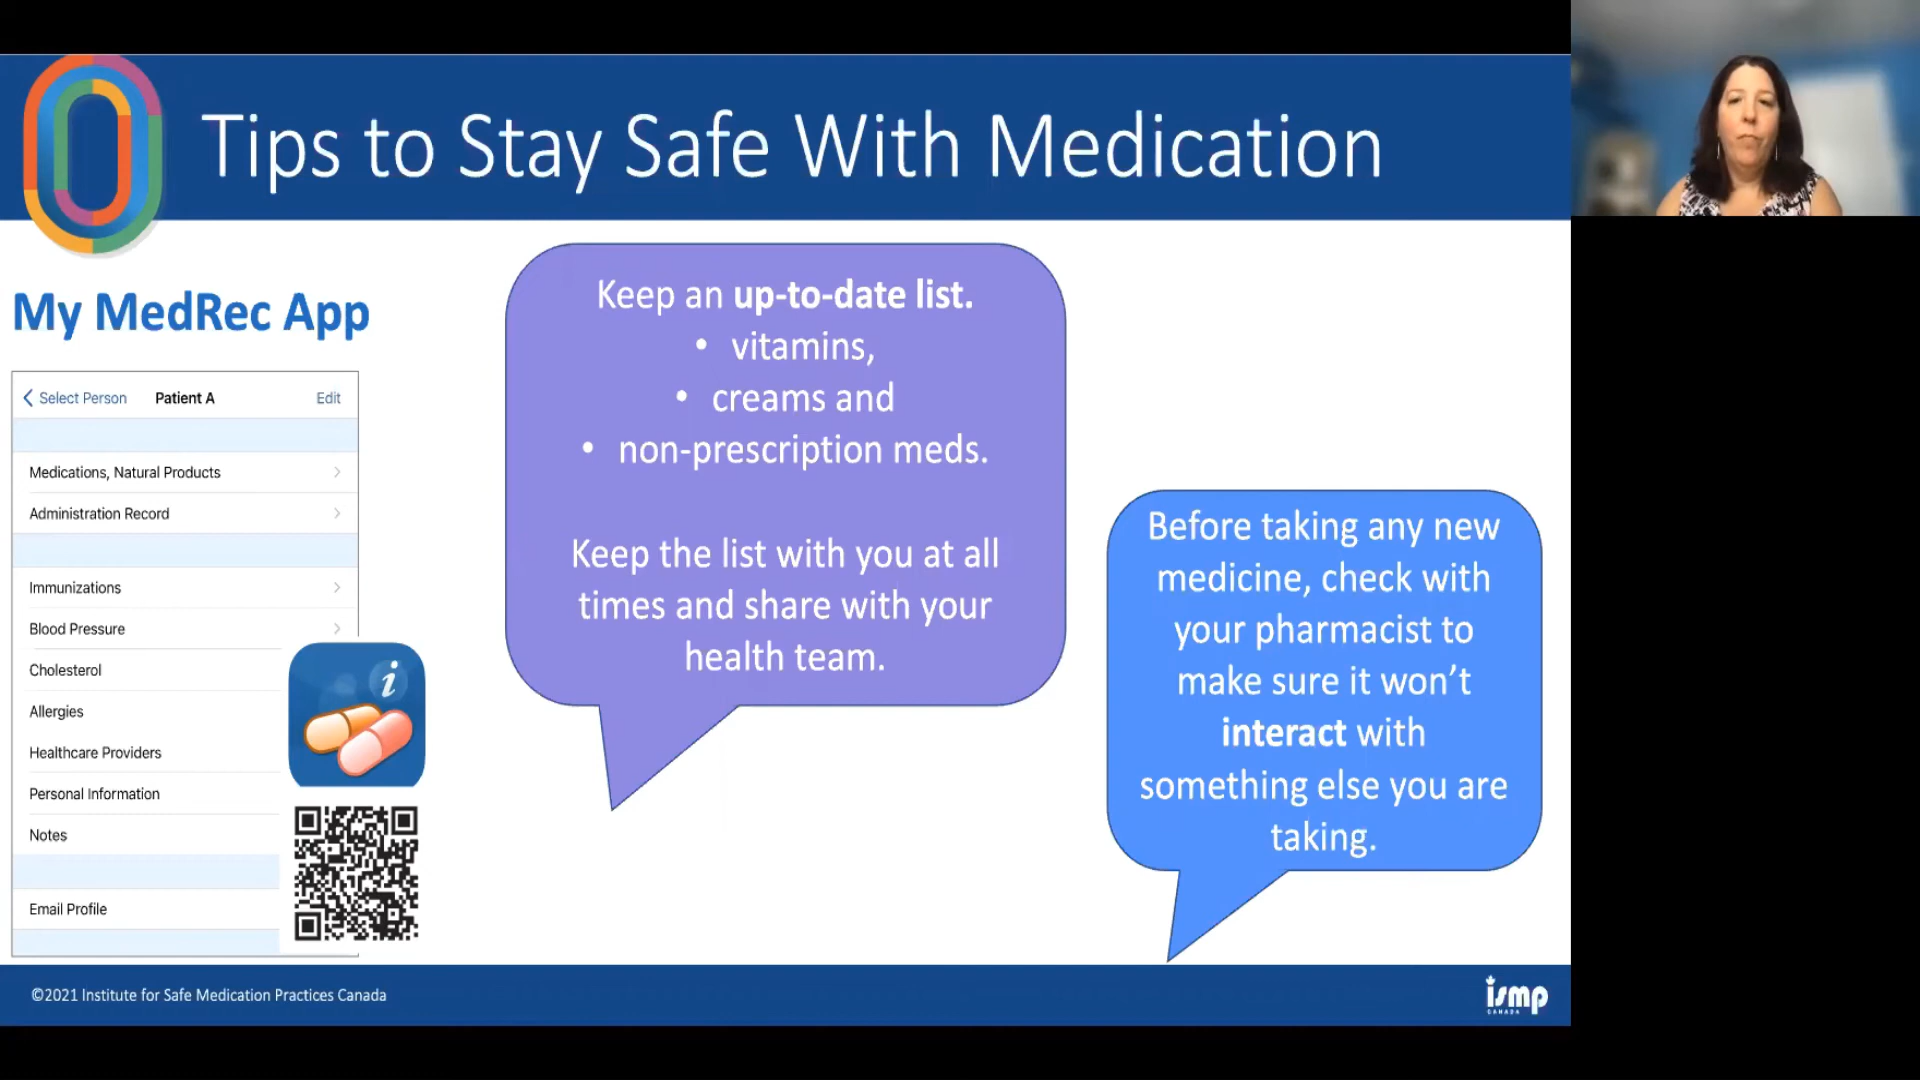 Tips to Stay Safe With Medication
My MedRec App
Select Person Patient A Edit
Medications, Natural Products
Administration Record
Immunizations
Blood Pressure
Cholesterol
Allergies
Healthcare Providers
Personal Information
Notes
Email Profile
i
Keep an up-to-date list.
• vitamins,
• creams and
• non-prescription meds.
Keep the list with you at all
times and share with your
health team.
Before taking any new
medicine, check with
your pharmacist to
make sure it won’t
interact with
something else you are
taking.
©2021 Institute for Safe Medication Practices Canada
ismp
CANADA